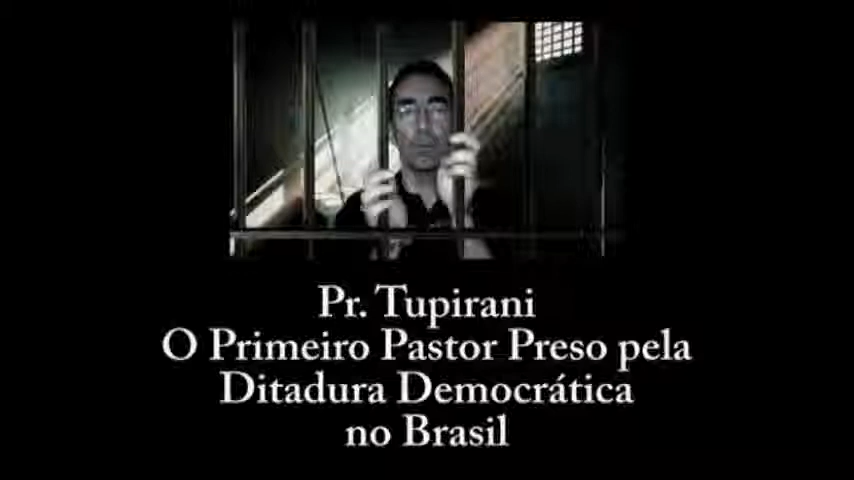 Pr. Tupirani
O Primeiro Pastor Preso pela
Ditadura Democrática
no Brasil